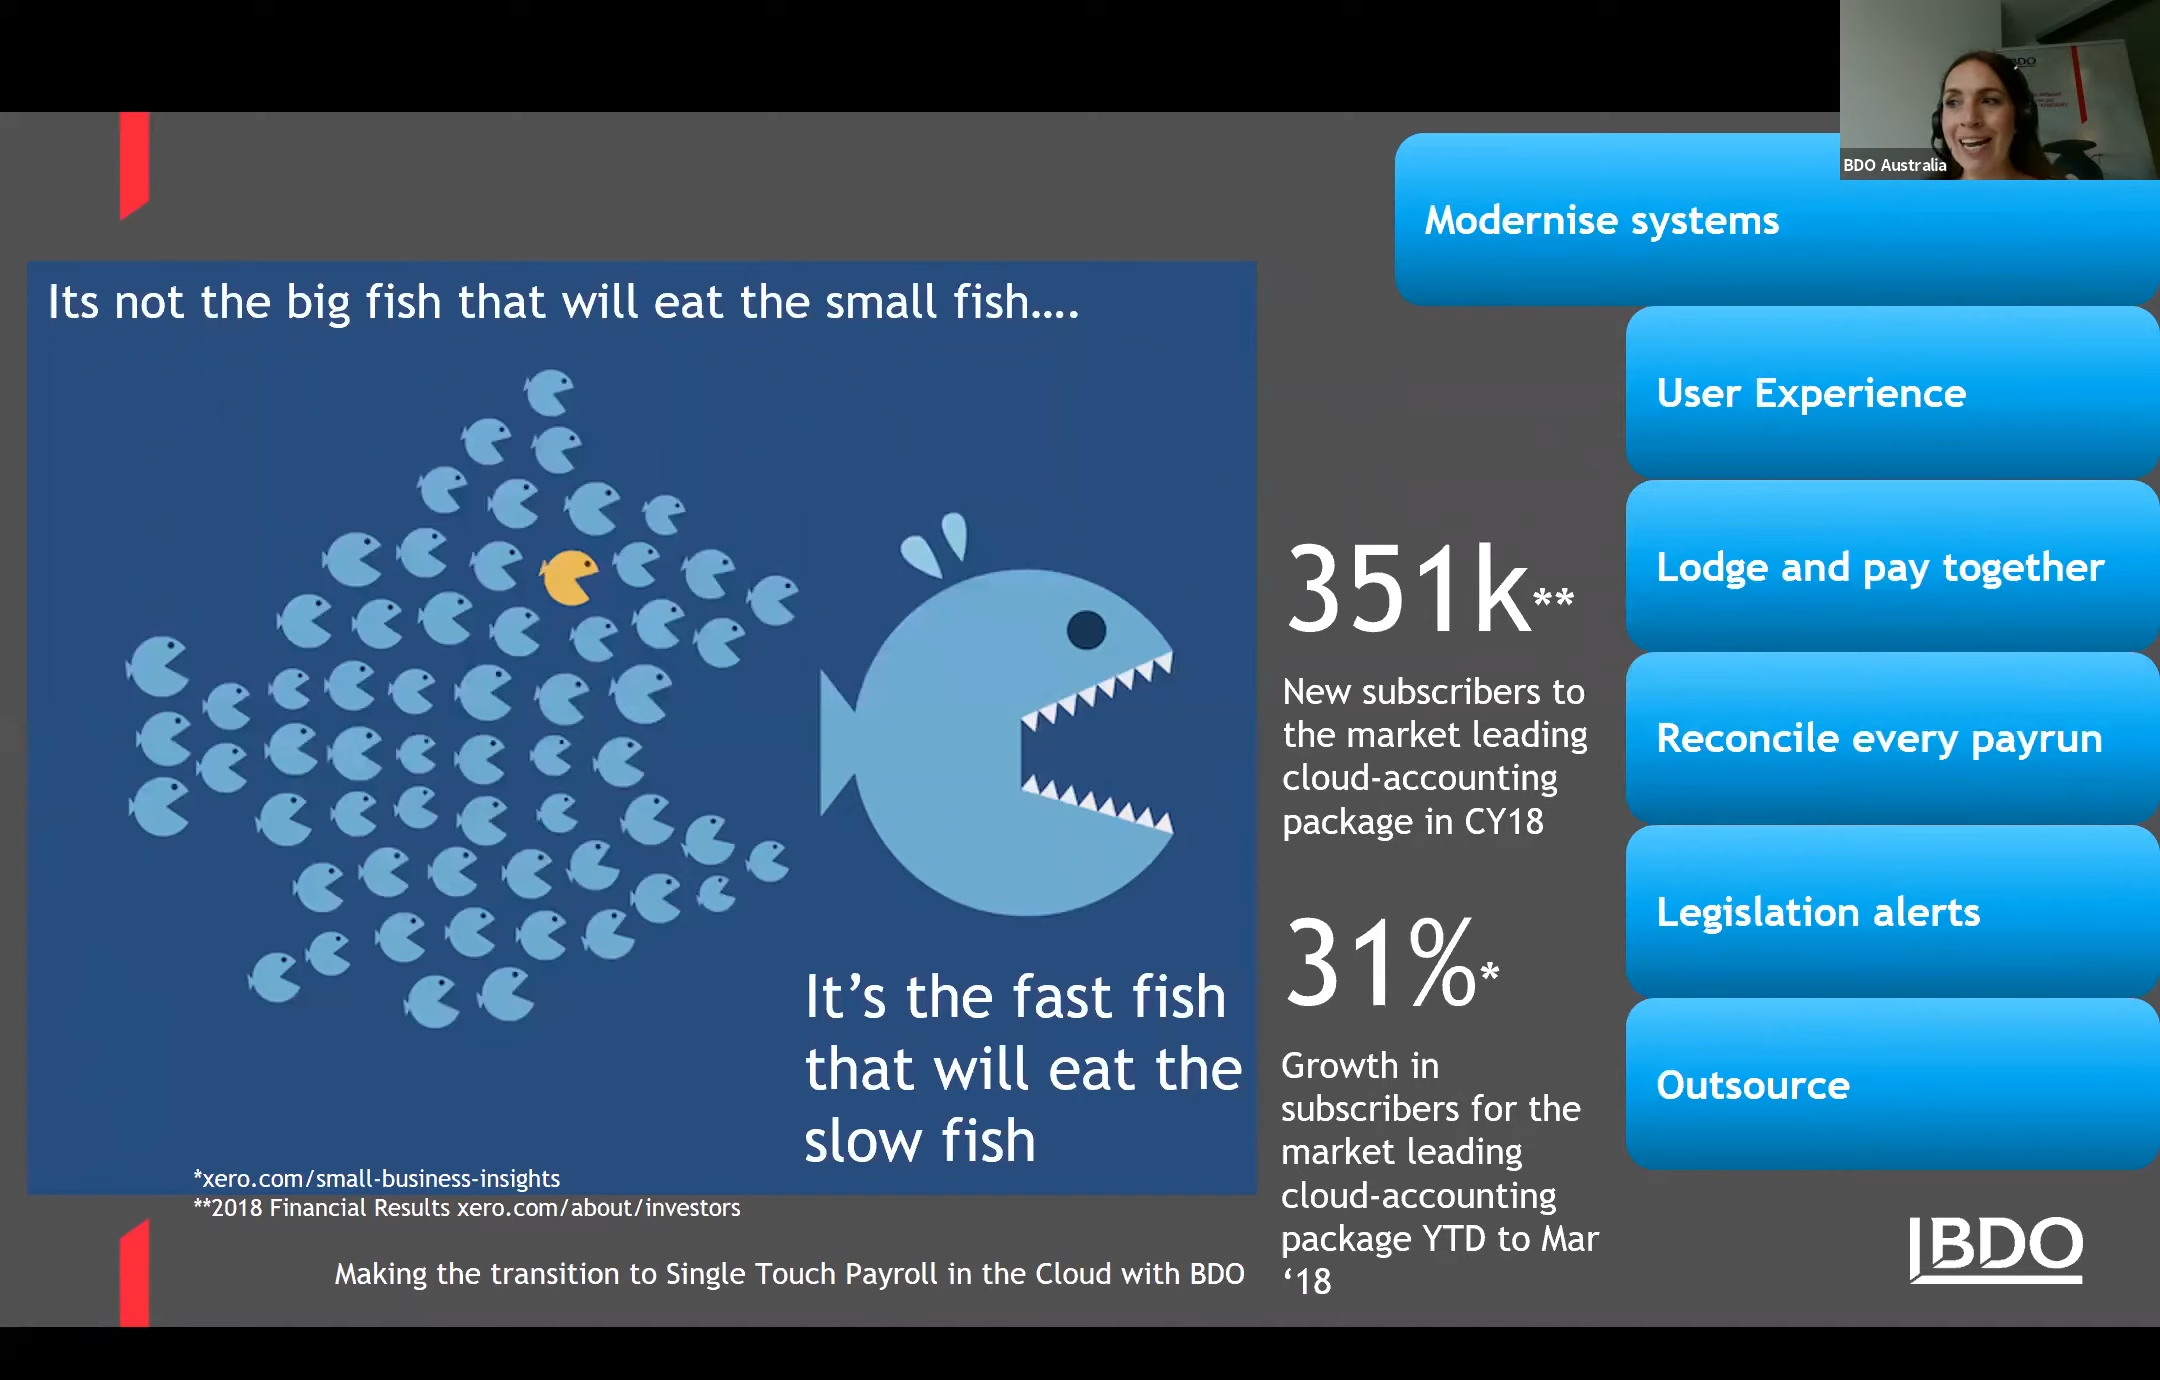 BDO
BDO Australia
Modernise systems
User Experience
Lodge and pay together
Reconcile every payrun
Legislation alerts
Outsource
Its not the big fish that will eat the small fish....
It’s the fast fish
that will eat the
slow fish
351k**
New subscribers to
the market leading
cloud-accounting
package in CY18
31%*
Growth in
subscribers for the
market leading
cloud-accounting
package YTD to Mar
‘18
*xero.com/small-business-insights
**2018 Financial Results xero.com/about/investors
Making the transition to Single Touch Payroll in the Cloud with BDO
BDO